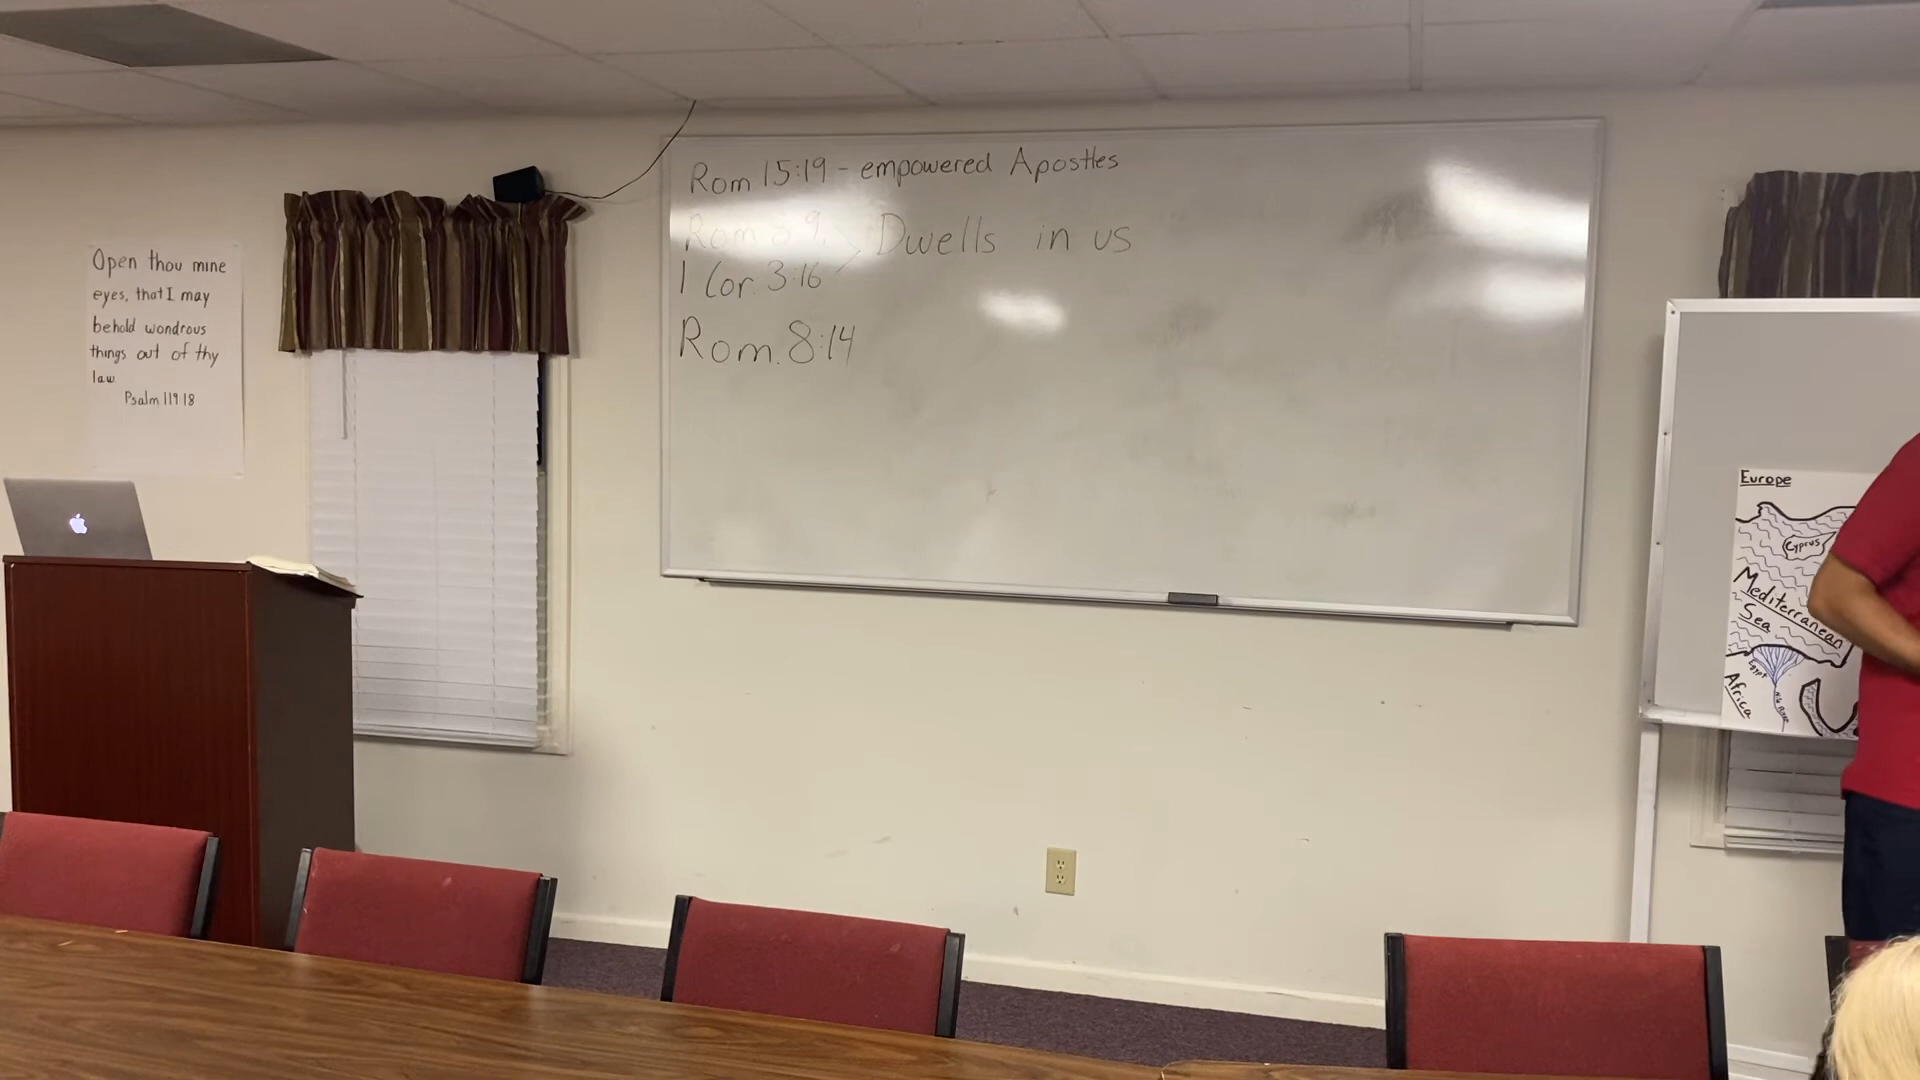 Open thou mine
eyes, that I may
behold wondrous
things out of thy
law.
Psalm 119:18
Rom 15:19 - empowered Apostles
Rom 8:9, Dwells in us
1 Cor. 3:16
Rom. 8:14
Europe
Cyprus
Mediterranean
Sea
Egypt
Nile River
Africa